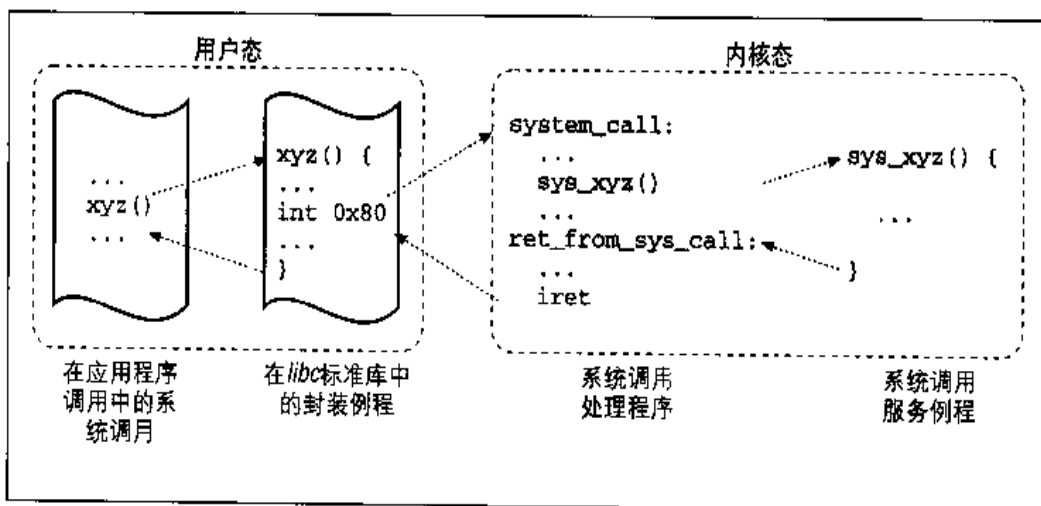 用户态
内核态
...
xyz()
...
xyz() {
...
int 0x80
...
}
system_call:
...
sys_xyz()
...
ret_from_sys_call:
...
iret
sys_xyz() {
...
}
在应用程序
调用中的系
统调月
在libc标准库中
的封装例程
系统调用
处理程序
系统调用
服务例程